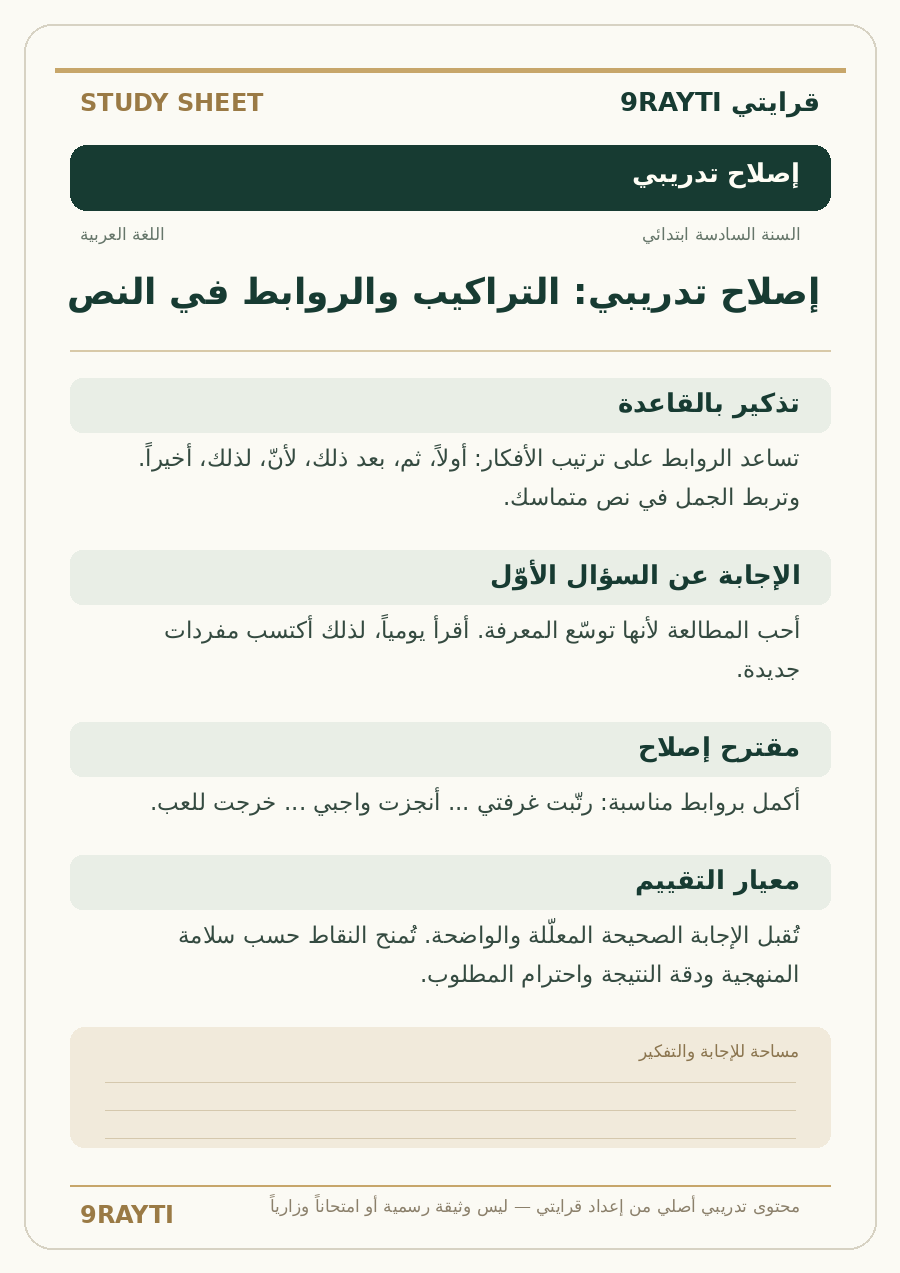 قرايتي 9RAYTI
STUDY SHEET
إصلاح تدريبي
السنة السادسة ابتدائي
اللغة العربية
إصلاح تدريبي: التراكيب والروابط في النص
تذكير بالقاعدة
تساعد الروابط على ترتيب الأفكار: أولاً، ثم، بعد ذلك، لأنّ، لذلك، أخيراً.
وتربط الجمل في نص متماسك.
الإجابة عن السؤال الأوّل
أحب المطالعة لأنها توسّع المعرفة. أقرأ يومياً، لذلك أكتسب مفردات
جديدة.
مقترح إصلاح
أكمل بروابط مناسبة: رتّبت غرفتي ... أنجزت واجبي ... خرجت للعب.
معيار التقييم
تُقبل الإجابة الصحيحة المعلّلة والواضحة. تُمنح النقاط حسب سلامة
المنهجية ودقة النتيجة واحترام المطلوب.
مساحة للإجابة والتفكير
محتوى تدريبي أصلي من إعداد قرايتي — ليس وثيقة رسمية أو امتحاناً وزارياً
9RAYTI